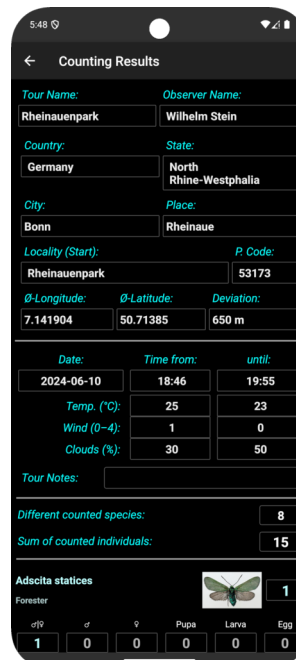 5:48
Counting Results
Tour Name: Observer Name:
Rheinauenpark Wilhelm Stein
Country: State:
Germany North
Rhine-Westphalia
City: Place:
Bonn Rheinaue
Locality (Start): P. Code:
Rheinauenpark 53173
Ø-Longitude: Ø-Latitude: Deviation:
7.141904 50.71385 650 m
Date: Time from: until:
2024-06-10 18:46 19:55
Temp. (°C): 25 23
Wind (0–4): 1 0
Clouds (%): 30 50
Tour Notes:
Different counted species: 8
Sum of counted individuals: 15
Adscita statices 1
Forester
♂|♀ ♂ ♀ Pupa Larva Egg
1 0 0 0 0 0